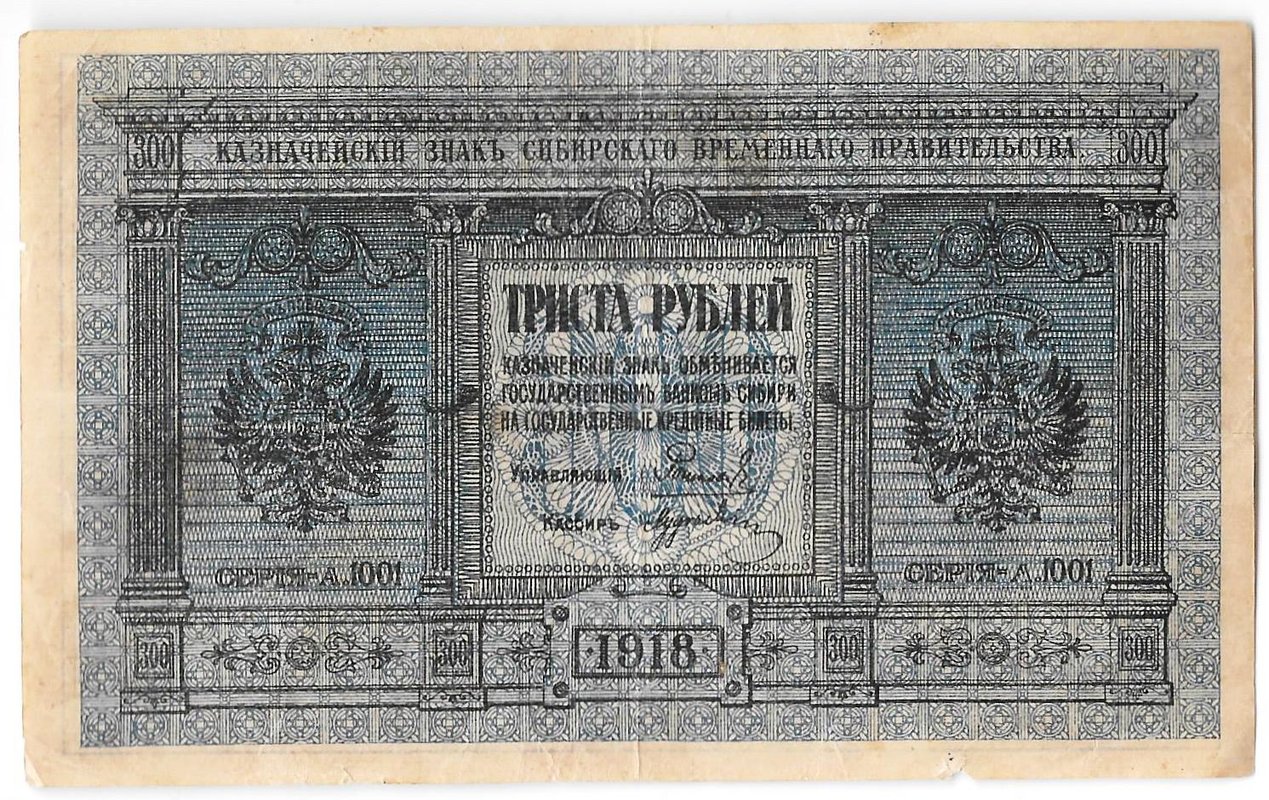 300 КАЗНАЧЕЙСКІЙ ЗНАКЪ СИБИРСКАГО ВРЕМЕННАГО ПРАВИТЕЛЬСТВА. 300
ТРИСТА РУБЛЕЙ
КАЗНАЧЕЙСКІЙ ЗНАКЪ ОБМѢНИВАЕТСЯ
ГОСУДАРСТВЕННЫМЪ БАНКОМЪ СИБИРИ
НА ГОСУДАРСТВЕННЫЕ КРЕДИТНЫЕ БИЛЕТЫ.
Управляющій
Кассиръ
СЕРІЯ-А.1001 СЕРІЯ-А.1001
300 300 ·1918· 300 300